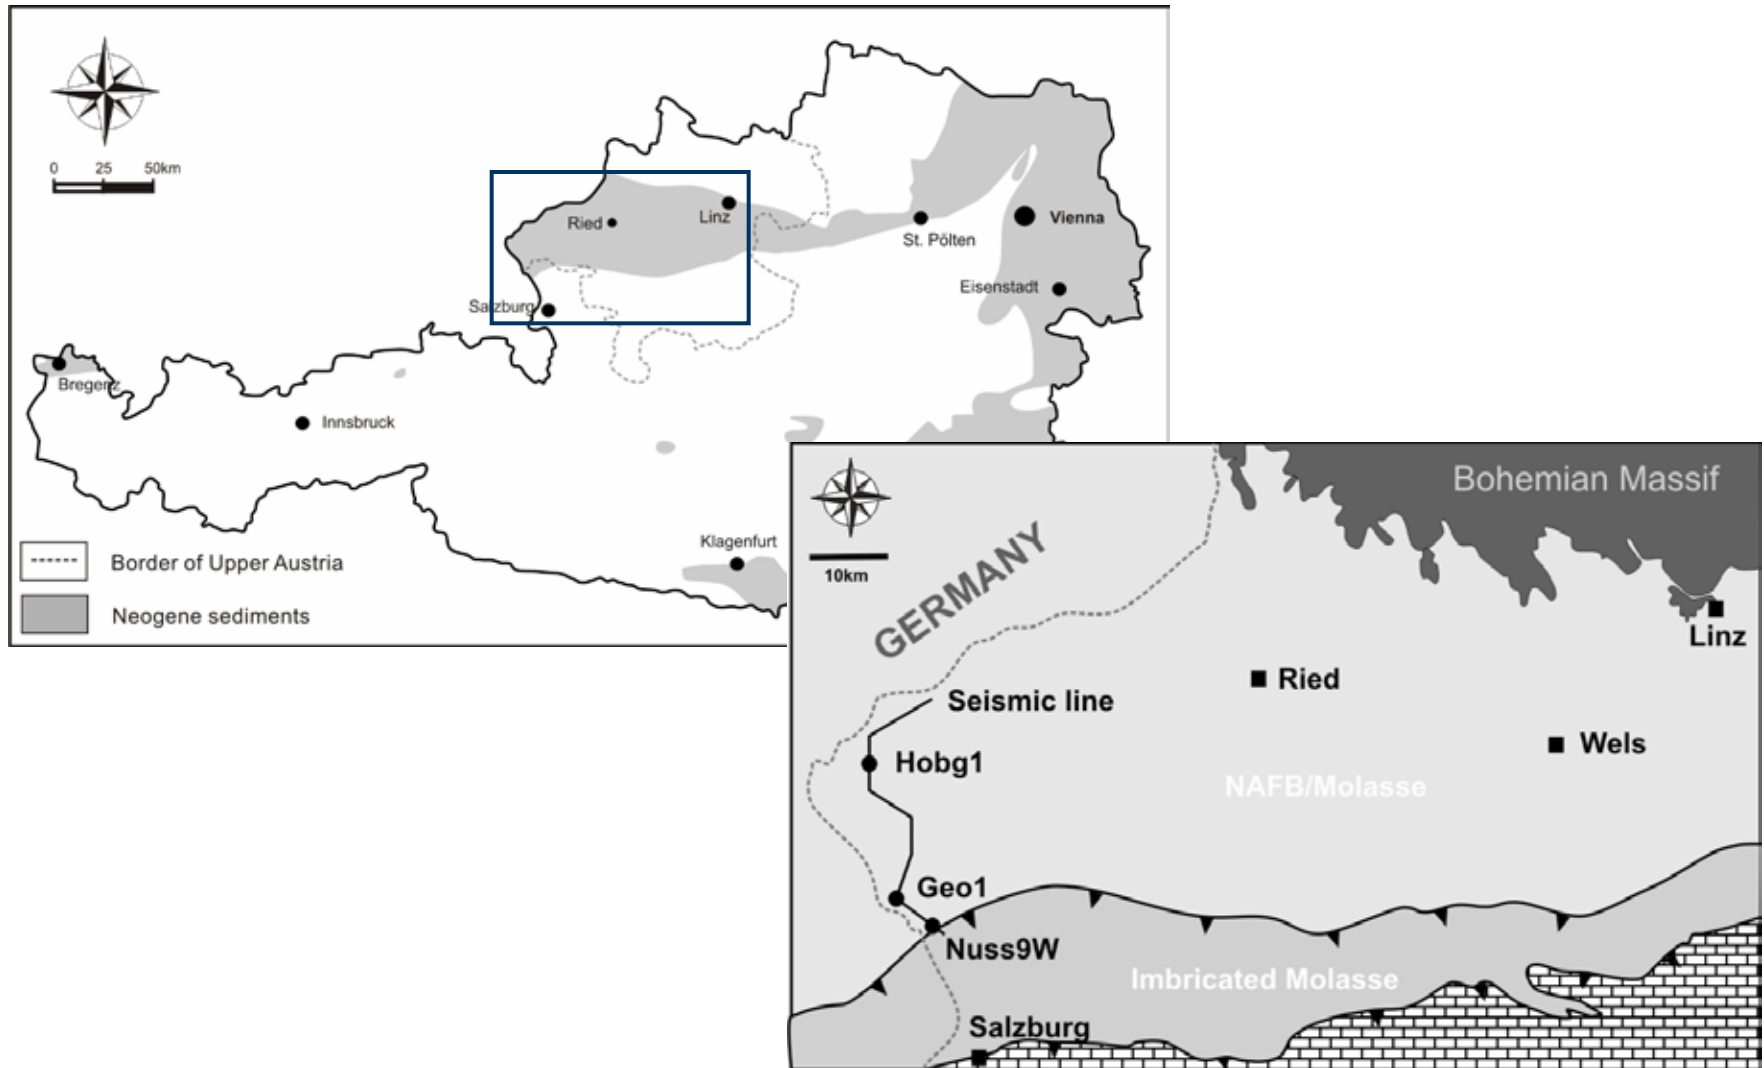 0 25 50km
Ried
Linz
St. Pölten
Vienna
Eisenstadt
Salzburg
Bregenz
Innsbruck
Klagenfurt
Border of Upper Austria
Neogene sediments
Bohemian Massif
10km
GERMANY
Linz
Ried
Seismic line
Wels
Hobg1
NAFB/Molasse
Geo1
Nuss9W
Imbricated Molasse
Salzburg